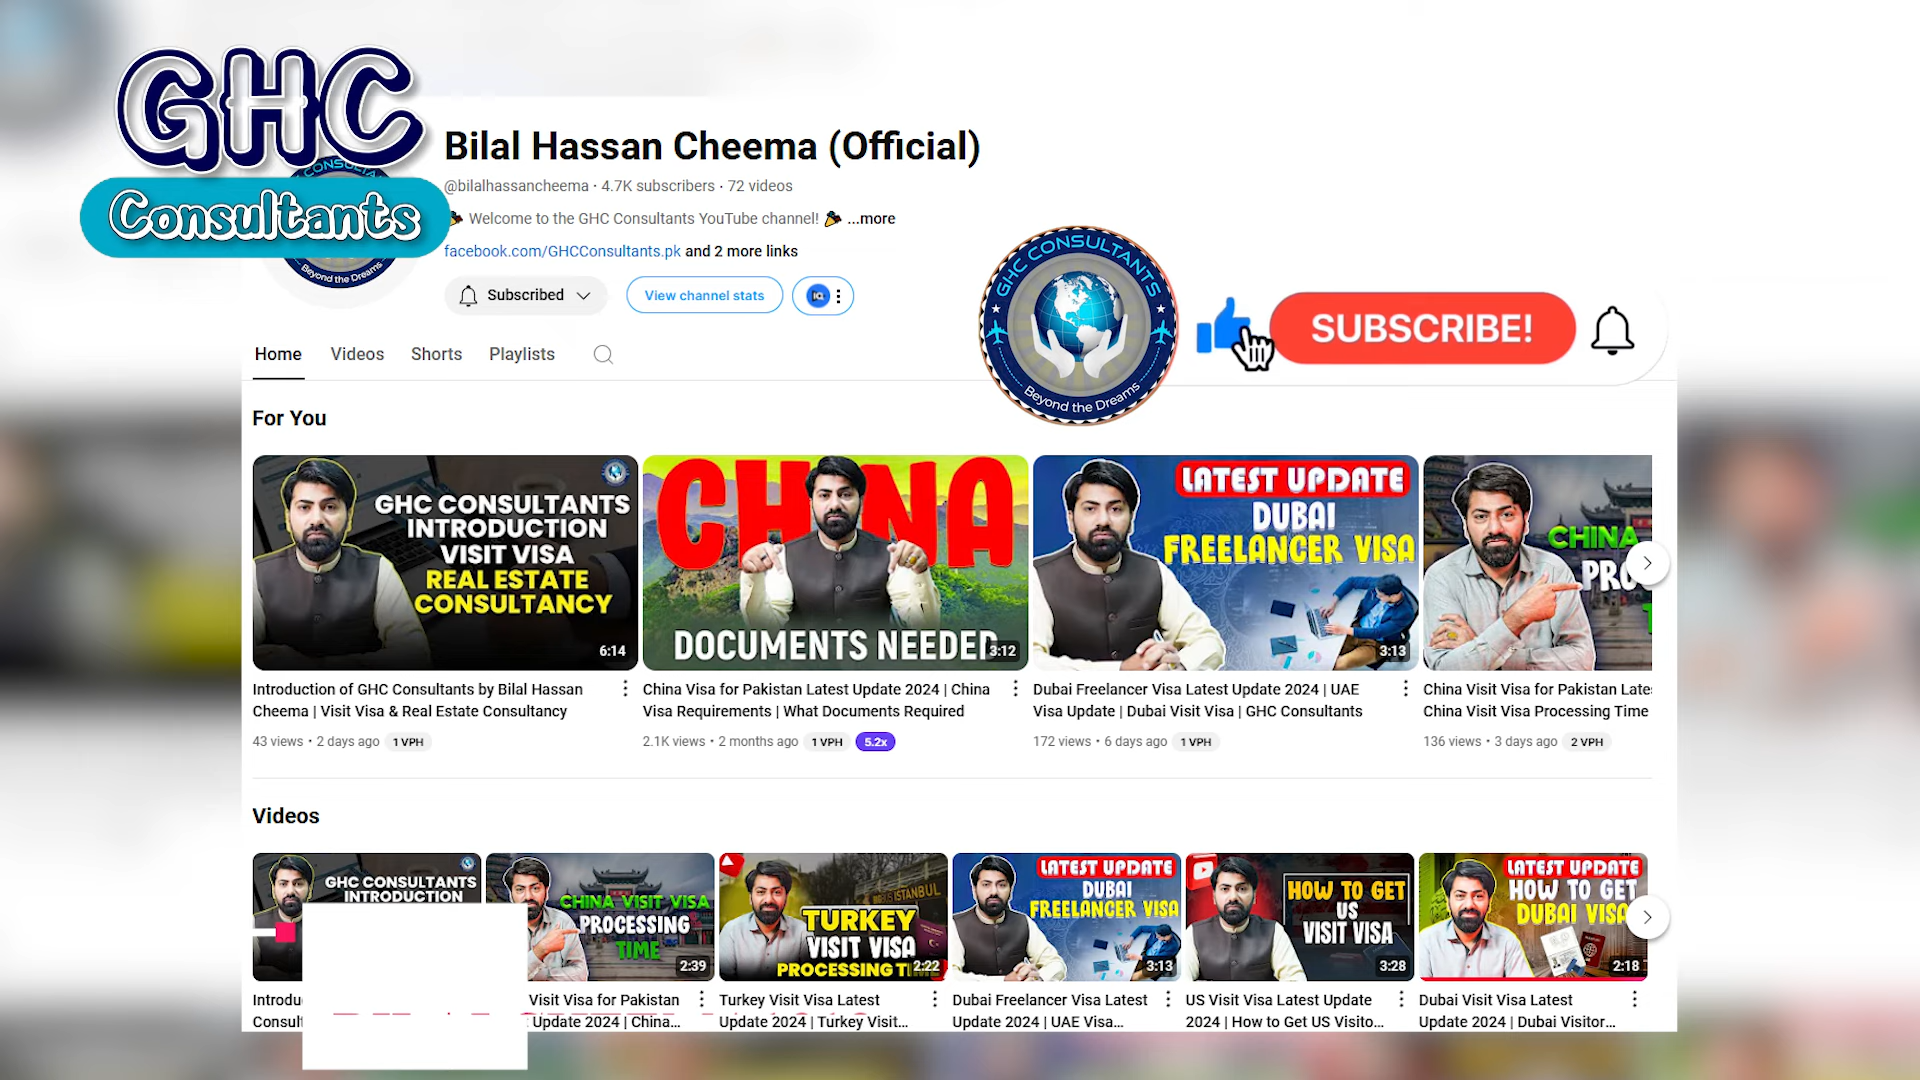 GHC
Consultants
CONSULTANTS
Beyond the Dreams
Bilal Hassan Cheema (Official)
@bilalhassancheema · 4.7K subscribers · 72 videos
Welcome to the GHC Consultants YouTube channel! ...more
facebook.com/GHCConsultants.pk and 2 more links
Subscribed
View channel stats
IQ
GHC CONSULTANTS
Beyond the Dreams
SUBSCRIBE!
Home Videos Shorts Playlists
For You
GHC CONSULTANTS
INTRODUCTION
VISIT VISA
REAL ESTATE
CONSULTANCY
6:14
CHINA
DOCUMENTS NEEDED
3:12
LATEST UPDATE
DUBAI
FREELANCER VISA
3:13
CHINA
PRO
Introduction of GHC Consultants by Bilal Hassan
Cheema | Visit Visa & Real Estate Consultancy
43 views • 2 days ago 1 VPH
China Visa for Pakistan Latest Update 2024 | China
Visa Requirements | What Documents Required
2.1K views • 2 months ago 1 VPH 5.2x
Dubai Freelancer Visa Latest Update 2024 | UAE
Visa Update | Dubai Visit Visa | GHC Consultants
172 views • 6 days ago 1 VPH
China Visit Visa for Pakistan Late
China Visit Visa Processing Time
136 views • 3 days ago 2 VPH
Videos
GHC CONSULTANTS
INTRODUCTION
CHINA VISIT VISA
PROCESSING
TIME
2:39
ISTANBUL
TURKEY
VISIT VISA
PROCESSING TIME
2:22
LATEST UPDATE
DUBAI
FREELANCER VISA
3:13
HOW TO GET
US
VISIT VISA
3:28
LATEST UPDATE
HOW TO GET
DUBAI VISA
2:18
Introdu
Consult
Visit Visa for Pakistan
Update 2024 | China...
Turkey Visit Visa Latest
Update 2024 | Turkey Visit...
Dubai Freelancer Visa Latest
Update 2024 | UAE Visa...
US Visit Visa Latest Update
2024 | How to Get US Visito...
Dubai Visit Visa Latest
Update 2024 | Dubai Visitor...